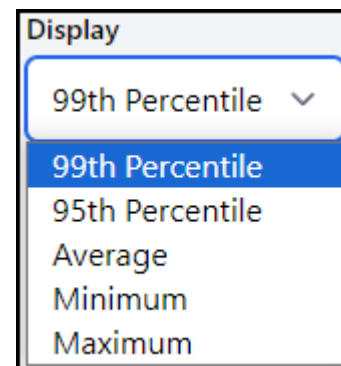 Display
99th Percentile
99th Percentile
95th Percentile
Average
Minimum
Maximum